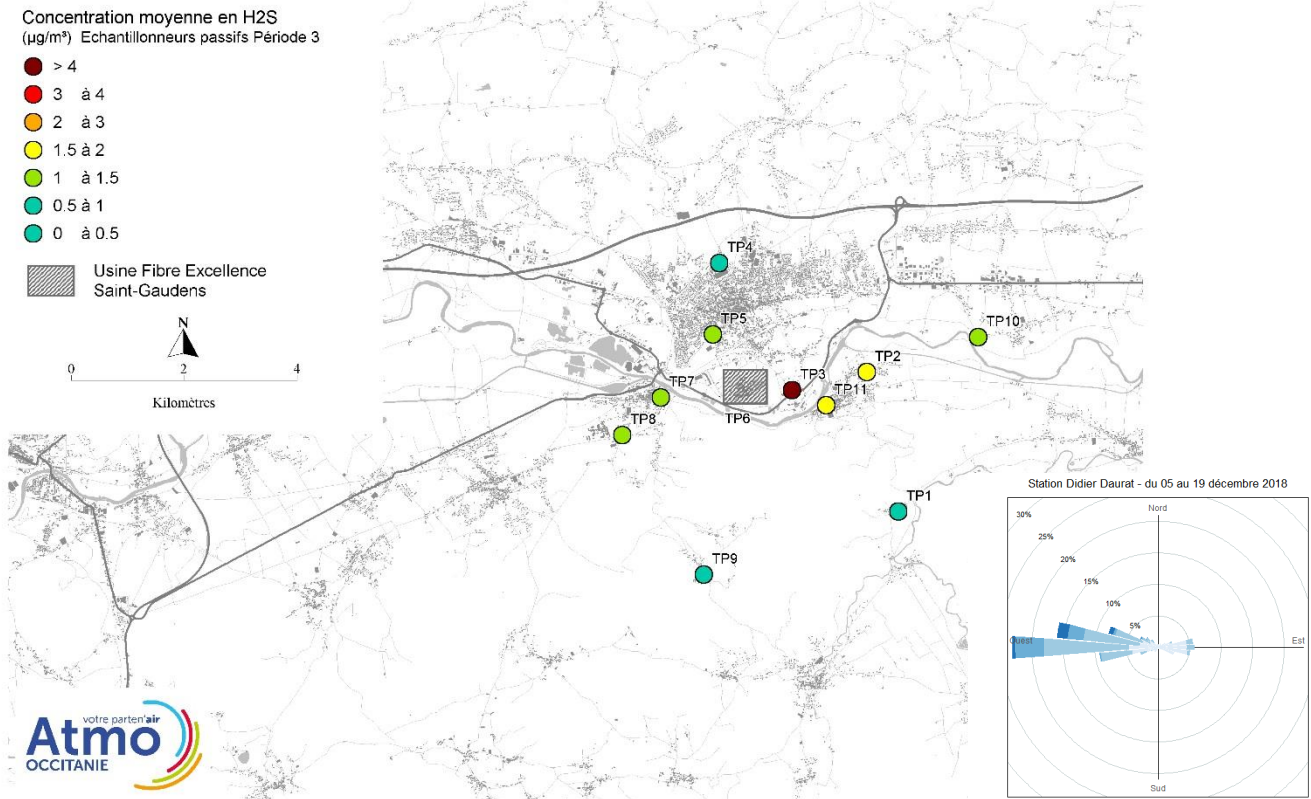 Concentration moyenne en H2S
(µg/m³) Echantillonneurs passifs Période 3
> 4
3 à 4
2 à 3
1.5 à 2
1 à 1.5
0.5 à 1
0 à 0.5
Usine Fibre Excellence
Saint-Gaudens
N
0 2 4
Kilomètres
TP4
TP5
TP10
TP2
TP3
TP7
TP11
TP6
TP8
TP1
TP9
Station Didier Daurat - du 05 au 19 décembre 2018
Nord
30%
25%
20%
15%
10%
5%
Ouest
Est
Sud
votre parten'air
Atmo
OCCITANIE